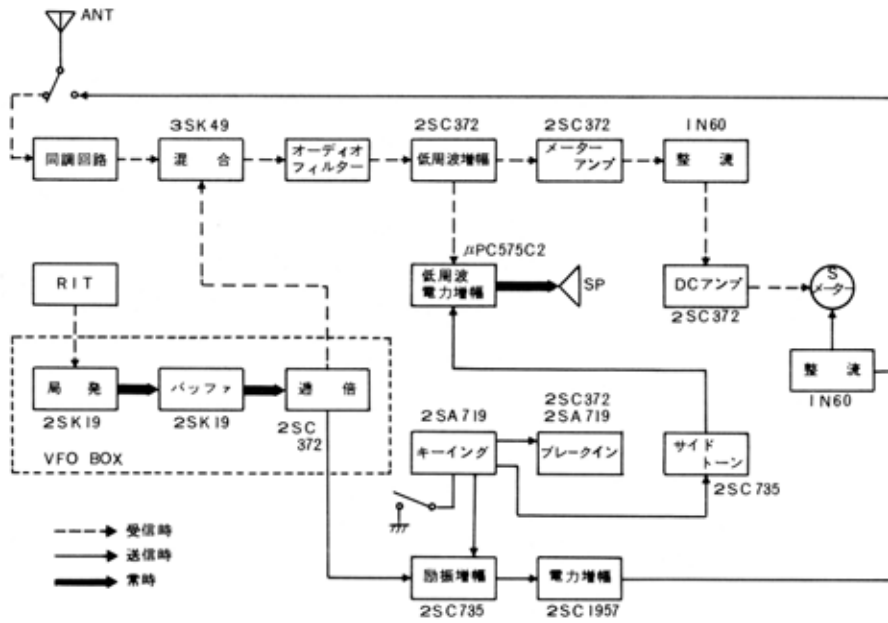 ANT
3SK49
2SC372
2SC372
1N60
同調回路
混 合
オーディオ
フィルター
低周波増幅
メーター
アンプ
整 流
μPC575C2
RIT
低周波
電力増幅
SP
DCアンプ
2SC372
S
メーター
局 発
バッファ
逓 倍
2SK19
2SK19
2SC
372
VFO BOX
整 流
1N60
2SA719
2SC372
2SA719
キーイング
ブレークイン
サイド
トーン
2SC735
受信時
送信時
常時
励振増幅
電力増幅
2SC735
2SC1957